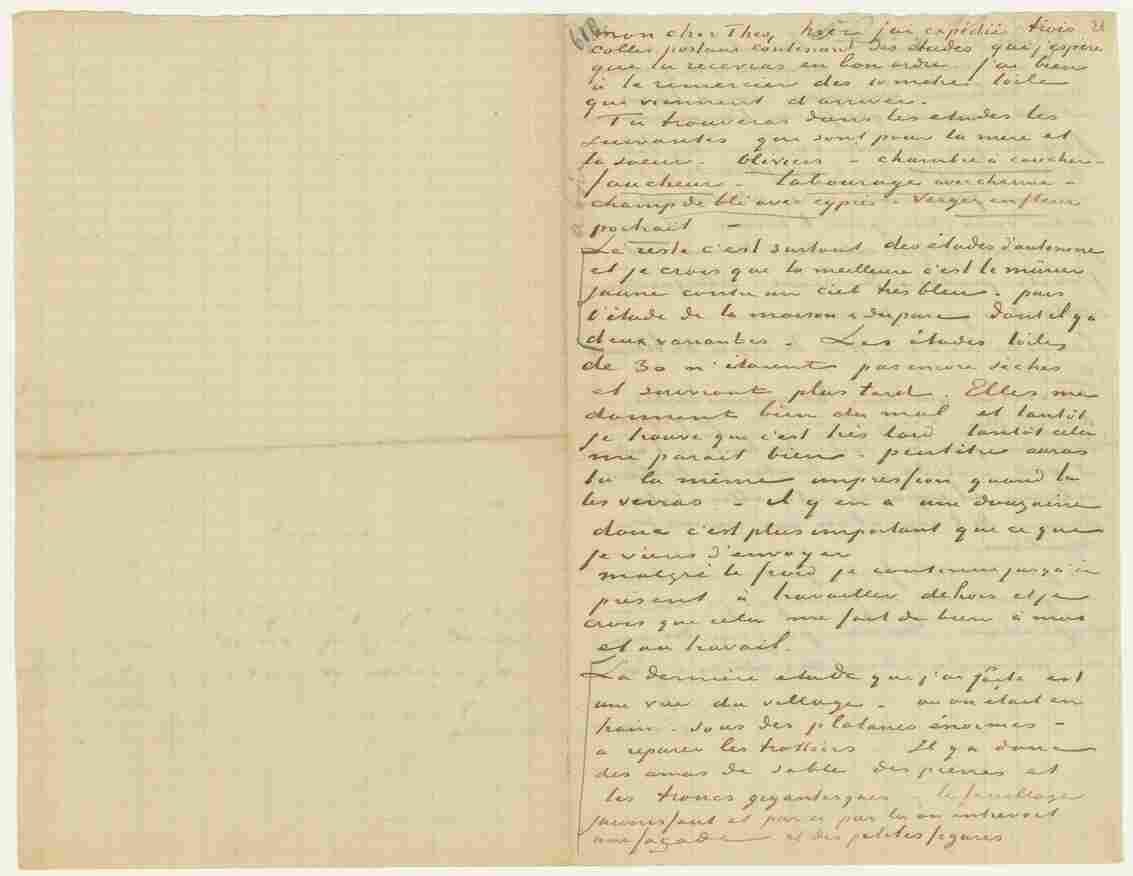 mon cher Theo, hier j'ai expédié trois
colis postaux contenant des études que j'espère
que tu recevras en bon ordre. j'ai bien
à te remercier des 10 mètres toile
qui viennent d'arriver.
Tu trouveras dans les études les
suivantes qui sont pour la mère et
la soeur - Oliviers - chambre à coucher -
faucheur - labourage avec charrue -
champ de blé avec cyprès - verger en fleur
portrait -
Le reste c'est surtout des études d'automne
et je crois que la meilleure c'est le mûrier
jaune contre un ciel très bleu. puis
l'étude de la maison & du parc dont il y a
deux variantes - Les études toiles
de 30 n'étaient pas encore sèches
et suivront plus tard. Elles me
donnent bien du mal et tantôt
je trouve que c'est très laid tantôt cela
me parait bien - peutêtre auras
tu la même impression quand tu
les verras - il y en a une douzaine
donc c'est plus important que ce que
je viens d'envoyer
malgré le froid je continue jusqu'à
présent à travailler dehors et je
crois que cela me fait du bien à moi
et au travail.
La dernière étude que j'ai faite est
une vue du village - où on était en
train - sous des platanes énormes -
à réparer les trottoirs Il y a donc
des amas de sable des pierres et
les troncs gigantesques - le feuillage
jaunissant et par ci par là on entrevoit
une façade et des petites figures